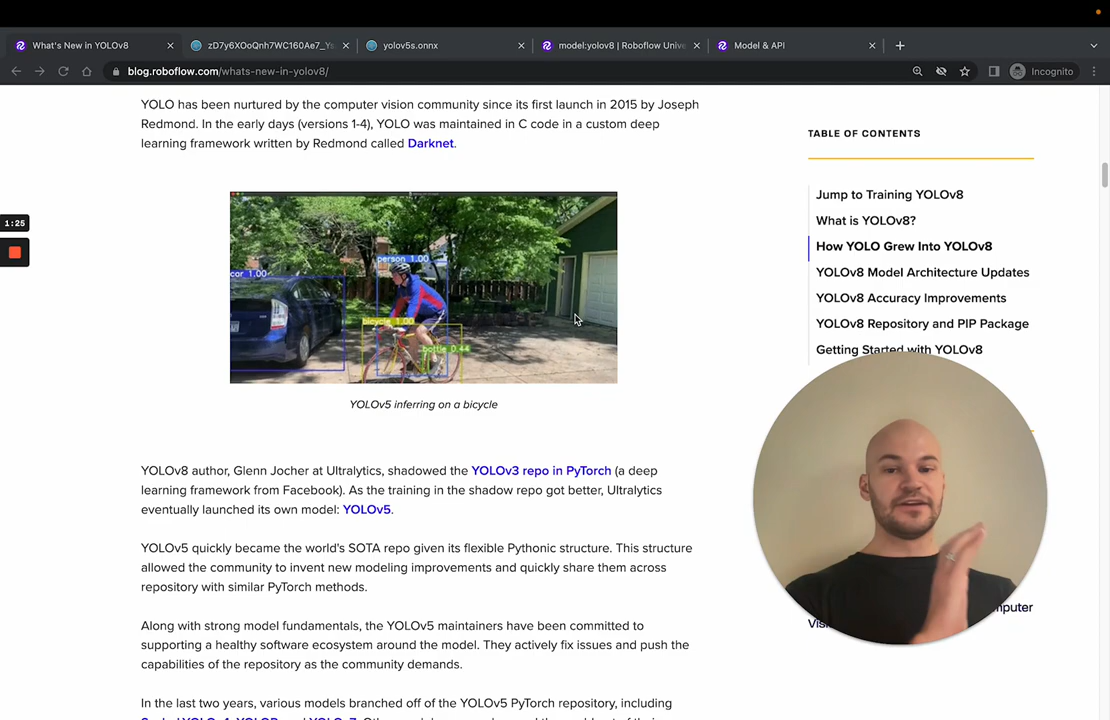 What's New in YOLOv8
zD7y6XOoQnh7WC160Ae7_Ys
yolov5s.onnx
model:yolov8 | Roboflow Unive
Model & API
blog.roboflow.com/whats-new-in-yolov8/
Incognito
YOLO has been nurtured by the computer vision community since its first launch in 2015 by Joseph
Redmond. In the early days (versions 1-4), YOLO was maintained in C code in a custom deep
learning framework written by Redmond called Darknet.
TABLE OF CONTENTS
Jump to Training YOLOv8
What is YOLOv8?
How YOLO Grew Into YOLOv8
YOLOv8 Model Architecture Updates
YOLOv8 Accuracy Improvements
YOLOv8 Repository and PIP Package
Getting Started with YOLOv8
1:25
person 1.00
car 1.00
bicycle 1.00
bottle 0.44
YOLOv5 inferring on a bicycle
YOLOv8 author, Glenn Jocher at Ultralytics, shadowed the YOLOv3 repo in PyTorch (a deep
learning framework from Facebook). As the training in the shadow repo got better, Ultralytics
eventually launched its own model: YOLOv5.
YOLOv5 quickly became the world's SOTA repo given its flexible Pythonic structure. This structure
allowed the community to invent new modeling improvements and quickly share them across
repository with similar PyTorch methods.
Along with strong model fundamentals, the YOLOv5 maintainers have been committed to
supporting a healthy software ecosystem around the model. They actively fix issues and push the
capabilities of the repository as the community demands.
In the last two years, various models branched off of the YOLOv5 PyTorch repository, including